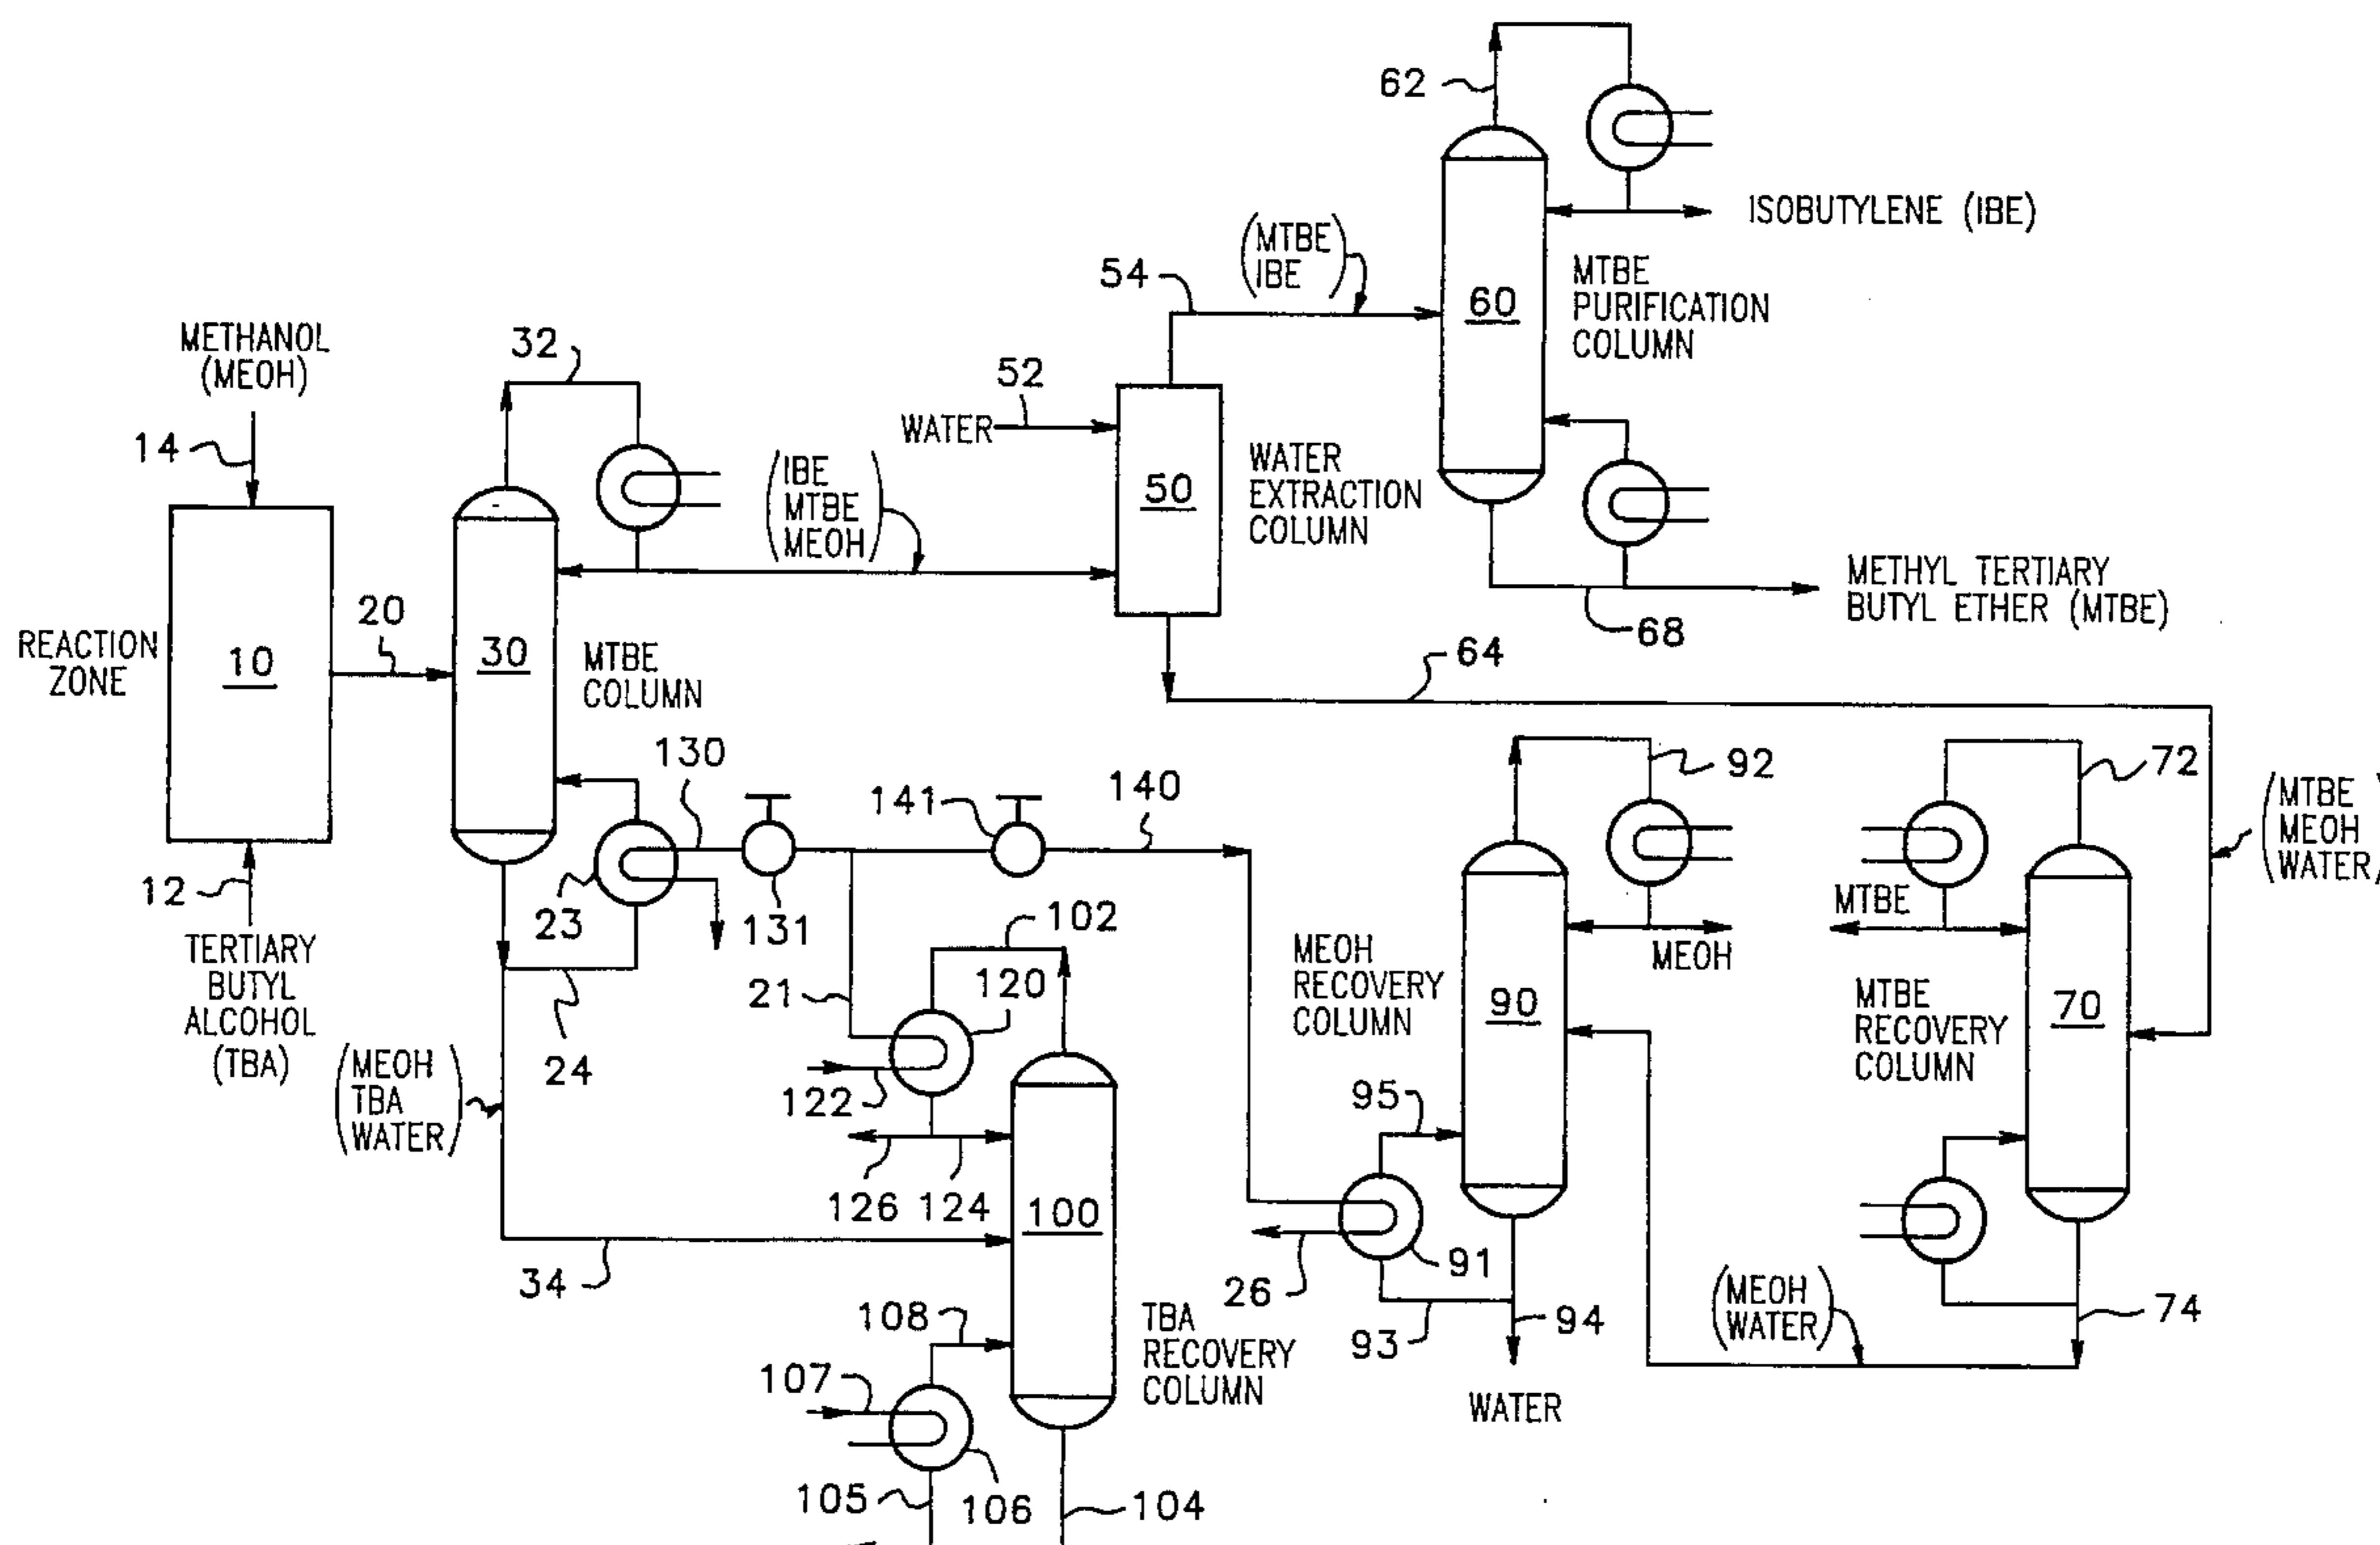 METHANOL
(MEOH)
14
REACTION
ZONE
10
12
TERTIARY
BUTYL
ALCOHOL
(TBA)
20
30
MTBE
COLUMN
32
(IBE
MTBE
MEOH)
WATER
52
50
WATER
EXTRACTION
COLUMN
54
(MTBE
IBE)
62
60
MTBE
PURIFICATION
COLUMN
ISOBUTYLENE (IBE)
METHYL TERTIARY
BUTYL ETHER (MTBE)
68
64
130
131
141
140
23
24
(MEOH
TBA
WATER)
34
21
102
120
122
126
124
100
TBA
RECOVERY
COLUMN
108
107
105
106
104
92
MEOH
MEOH
RECOVERY
COLUMN
90
95
91
26
93
94
WATER
72
MTBE
MTBE
RECOVERY
COLUMN
70
(MTBE
MEOH
WATER)
(MEOH
WATER)
74